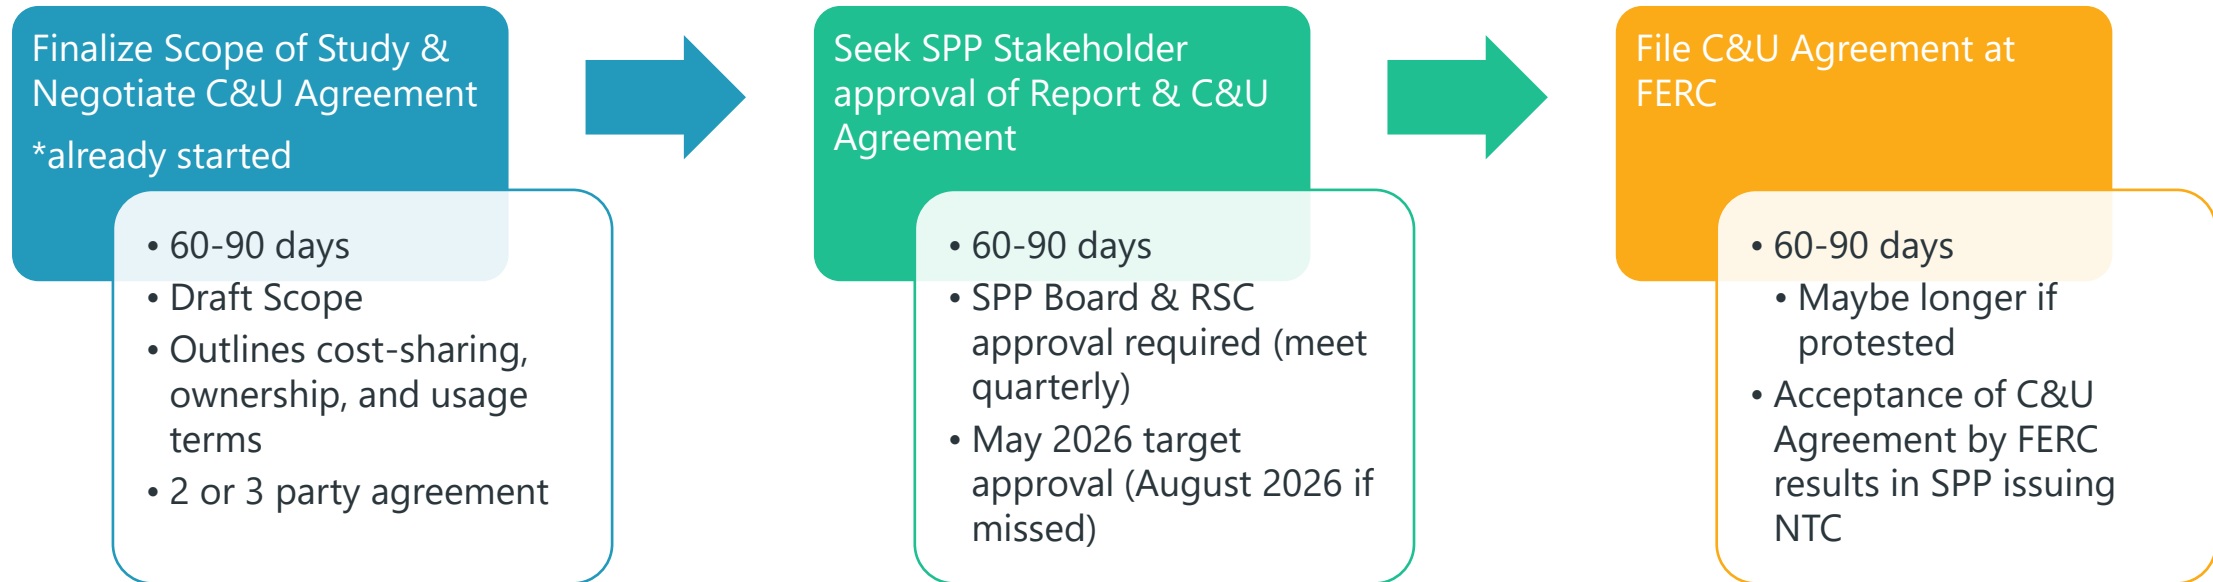 Finalize Scope of Study &
Negotiate C&U Agreement
*already started
• 60-90 days
• Draft Scope
• Outlines cost-sharing,
ownership, and usage
terms
• 2 or 3 party agreement
Seek SPP Stakeholder
approval of Report & C&U
Agreement
• 60-90 days
• SPP Board & RSC
approval required (meet
quarterly)
• May 2026 target
approval (August 2026 if
missed)
File C&U Agreement at
FERC
• 60-90 days
• Maybe longer if
protested
• Acceptance of C&U
Agreement by FERC
results in SPP issuing
NTC